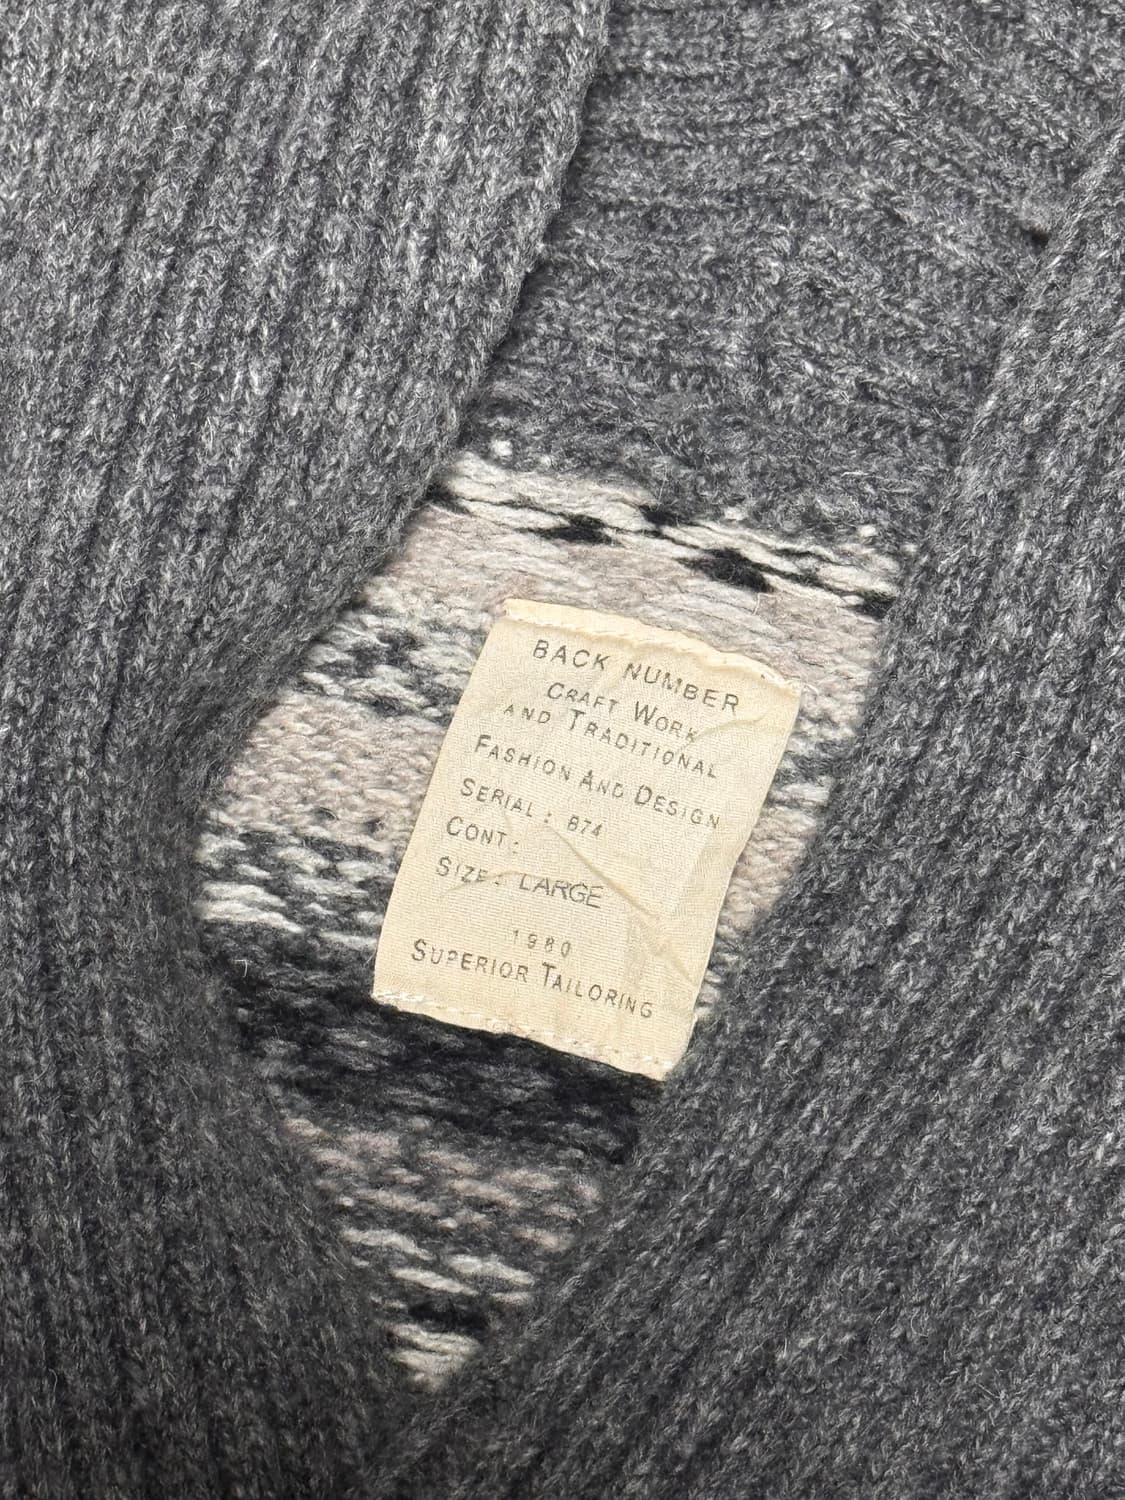 BACK NUMBER
CRAFT WORK
AND TRADITIONAL
FASHION AND DESIGN
SERIAL : 874
CONT :
SIZE : LARGE
1980
SUPERIOR TAILORING